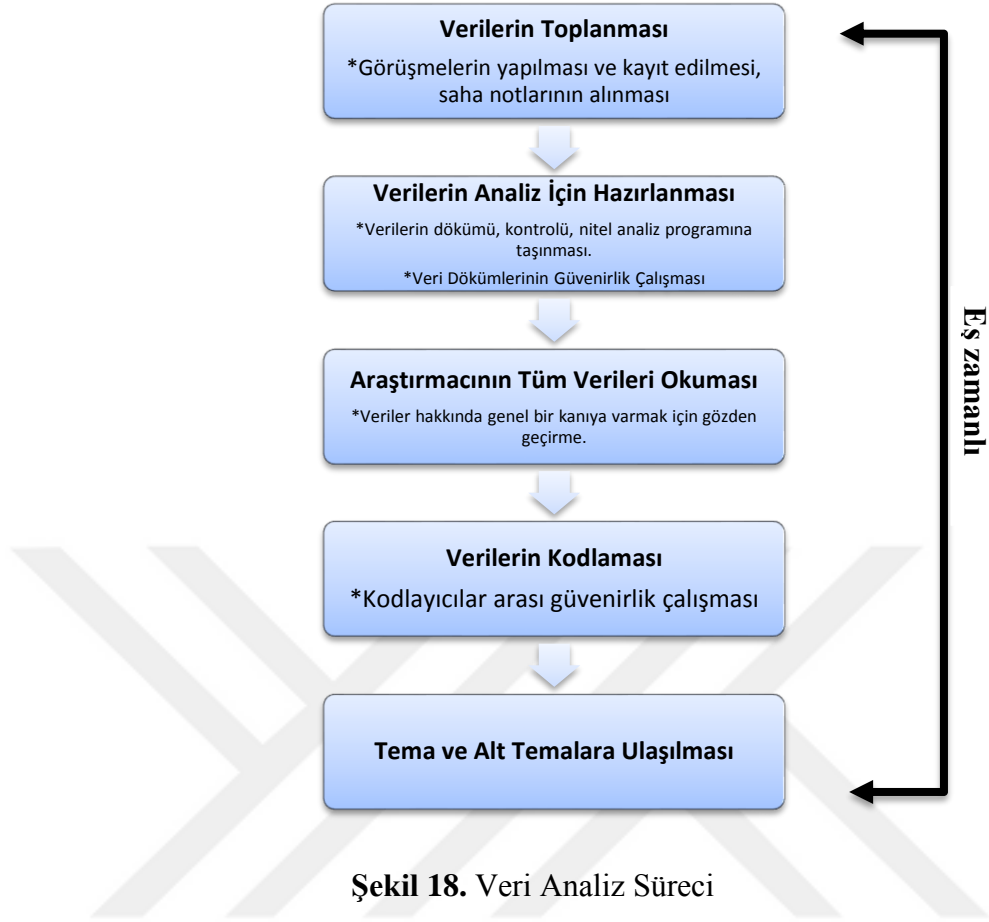 Verilerin Toplanması
*Görüşmelerin yapılması ve kayıt edilmesi,
saha notlarının alınması
Verilerin Analiz İçin Hazırlanması
*Verilerin dökümü, kontrolü, nitel analiz programına
taşınması.
*Veri Dökümlerinin Güvenirlik Çalışması
Araştırmacının Tüm Verileri Okuması
*Veriler hakkında genel bir kanıya varmak için gözden
geçirme.
Verilerin Kodlaması
*Kodlayıcılar arası güvenirlik çalışması
Tema ve Alt Temalara Ulaşılması
Eş zamanlı
Şekil 18. Veri Analiz Süreci